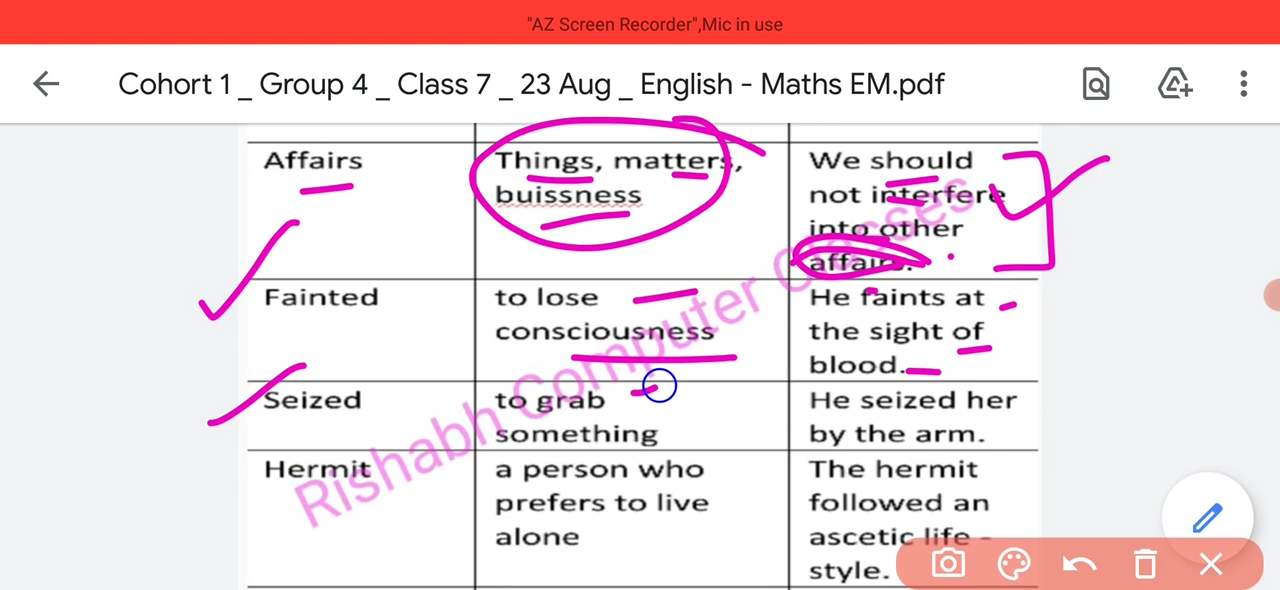 "AZ Screen Recorder",Mic in use
Cohort 1 _ Group 4 _ Class 7 _ 23 Aug _ English - Maths EM.pdf
Affairs
Things, matters,
buissness
We should
not interfere
into other
affairs.
Fainted
to lose
consciousness
He faints at
the sight of
blood.
Seized
to grab
something
He seized her
by the arm.
Hermit
a person who
prefers to live
alone
The hermit
followed an
ascetic life -
style.
Rishabh Computer Classes